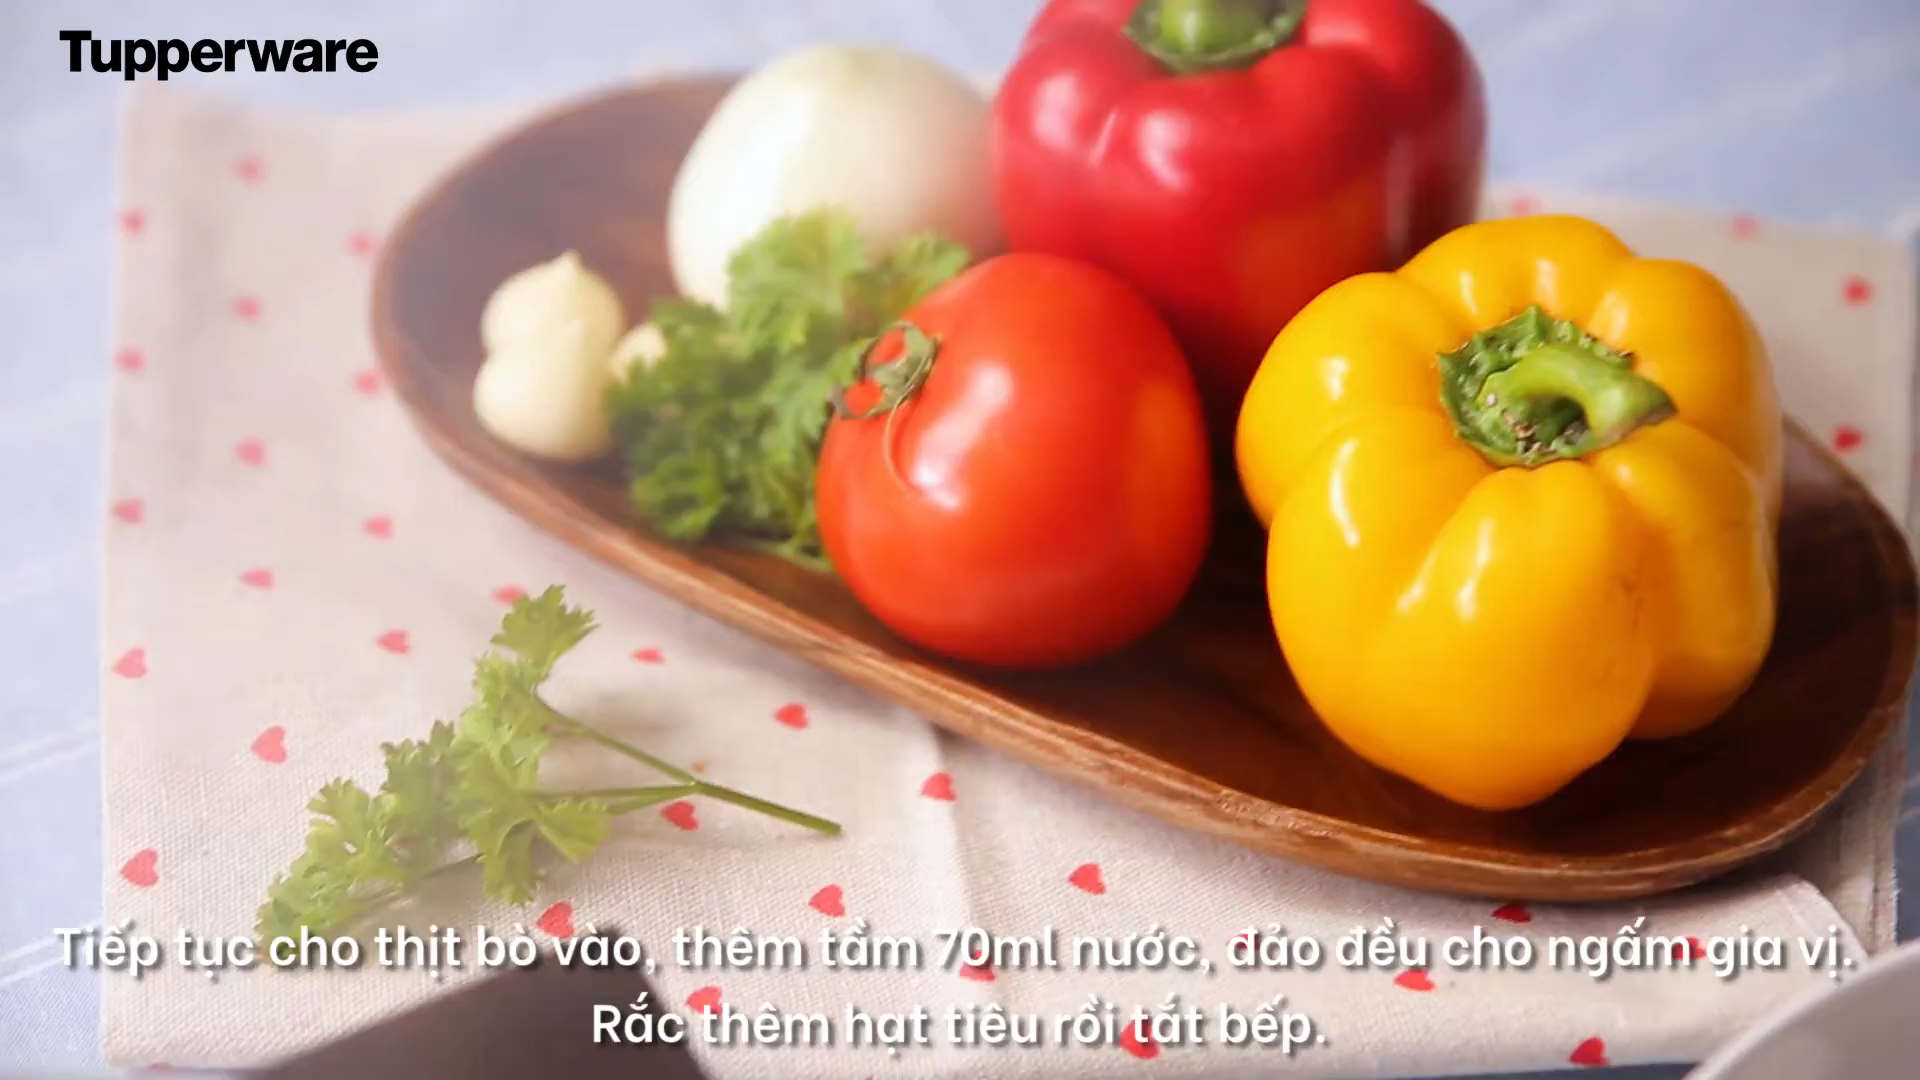 Tupperware
Tiếp tục cho thịt bò vào, thêm tầm 70ml nước, đảo đều cho ngấm gia vị.
Rắc thêm hạt tiêu rồi tắt bếp.